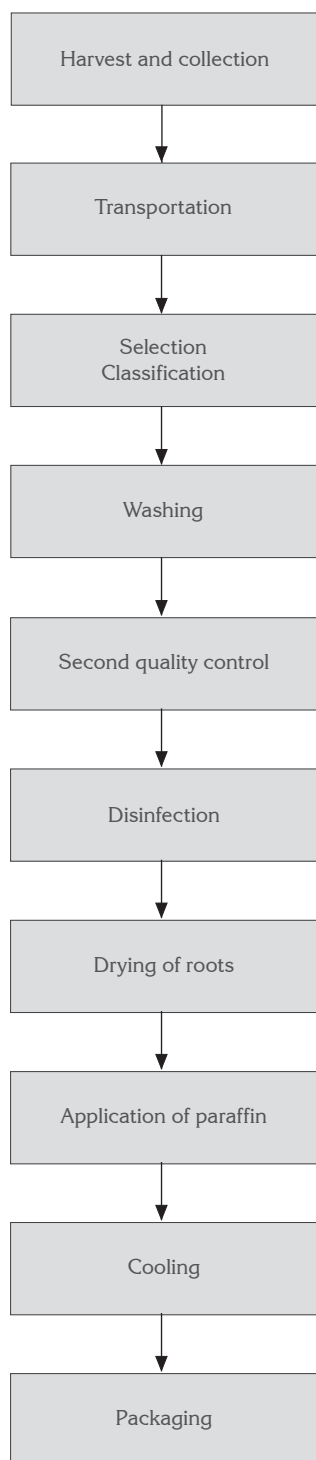 Harvest and collection
Transportation
Selection
Classification
Washing
Second quality control
Disinfection
Drying of roots
Application of paraffin
Cooling
Packaging